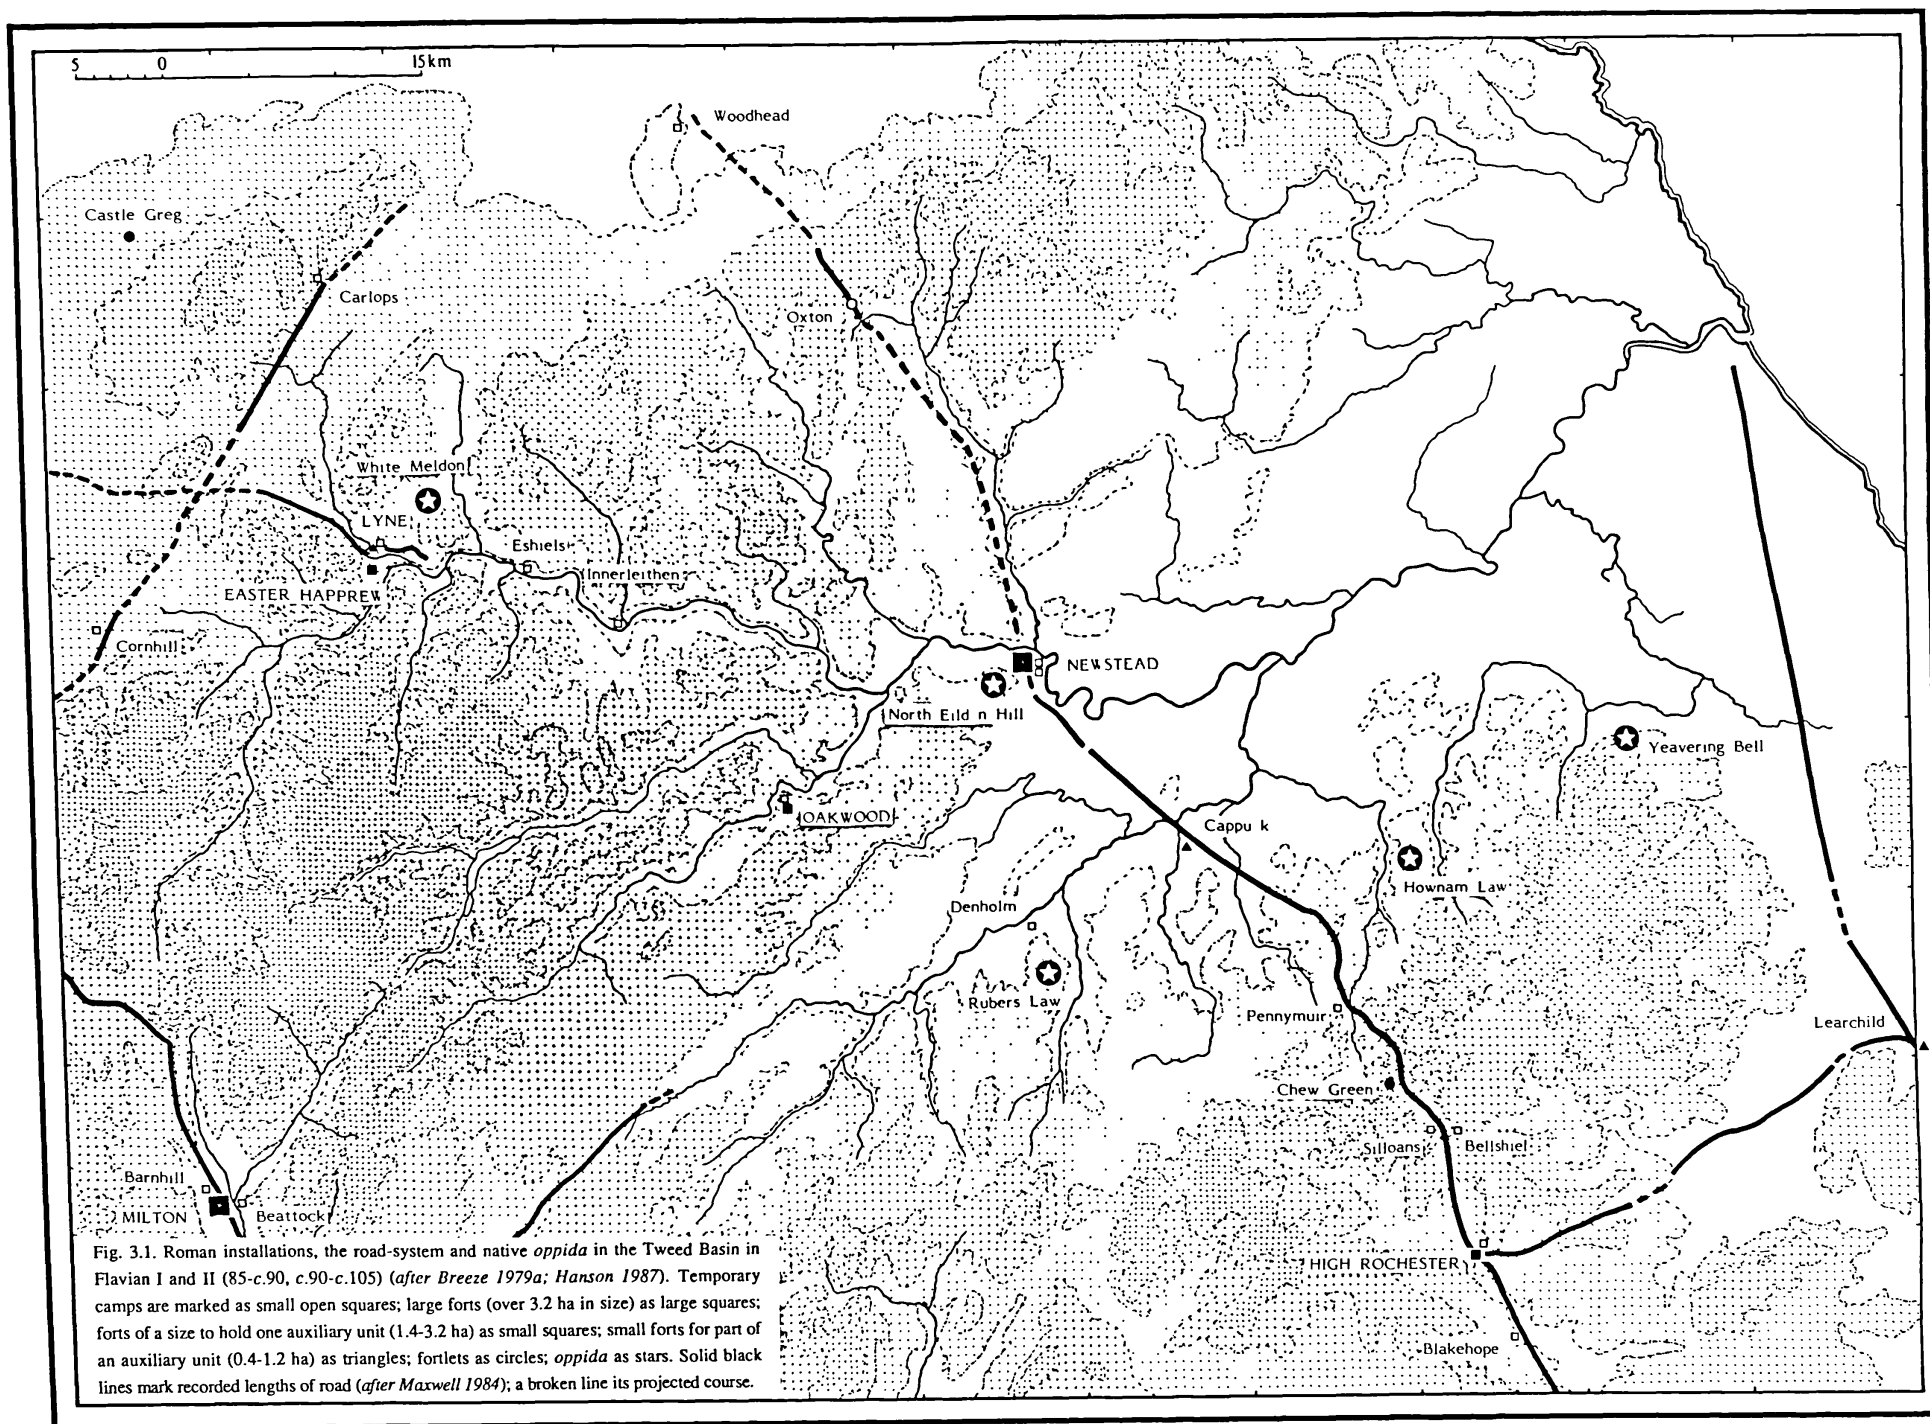 5 0 15km
Woodhead
Castle Greg
Carlops
Oxton
White Meldon
LYNE
Eshiels
Innerleithen
EASTER HAPPREW
Cornhill
NEWSTEAD
North Eild n Hill
Yeavering Bell
OAKWOOD
Cappu k
Hownam Law
Denholm
Rubers Law
Pennymuir
Learchild
Chew Green
Silloans
Bellshiel
Barnhill
MILTON
Beattock
HIGH ROCHESTER
Blakehope
Fig. 3.1. Roman installations, the road-system and native oppida in the Tweed Basin in
Flavian I and II (85-c.90, c.90-c.105) (after Breeze 1979a; Hanson 1987). Temporary
camps are marked as small open squares; large forts (over 3.2 ha in size) as large squares;
forts of a size to hold one auxiliary unit (1.4-3.2 ha) as small squares; small forts for part of
an auxiliary unit (0.4-1.2 ha) as triangles; fortlets as circles; oppida as stars. Solid black
lines mark recorded lengths of road (after Maxwell 1984); a broken line its projected course.